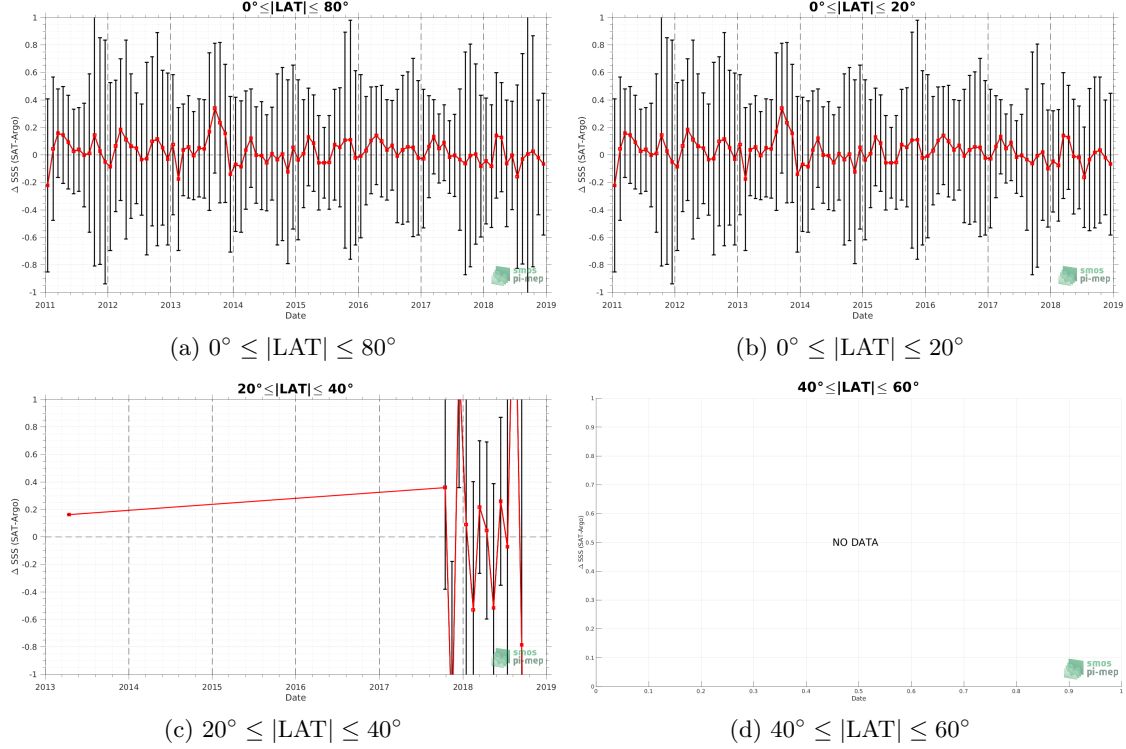 0°≤|LAT|≤ 80°
Δ SSS (SAT-Argo)
1
0.8
0.6
0.4
0.2
0
-0.2
-0.4
-0.6
-0.8
-1
smos
pi-mep
2011 2012 2013 2014 2015 2016 2017 2018 2019
Date
(a) 0° ≤ |LAT| ≤ 80°
0°≤|LAT|≤ 20°
Δ SSS (SAT-Argo)
1
0.8
0.6
0.4
0.2
0
-0.2
-0.4
-0.6
-0.8
-1
smos
pi-mep
2011 2012 2013 2014 2015 2016 2017 2018 2019
Date
(b) 0° ≤ |LAT| ≤ 20°
20°≤|LAT|≤ 40°
Δ SSS (SAT-Argo)
1
0.8
0.6
0.4
0.2
0
-0.2
-0.4
-0.6
-0.8
-1
smos
pi-mep
2013 2014 2015 2016 2017 2018 2019
Date
(c) 20° ≤ |LAT| ≤ 40°
40°≤|LAT|≤ 60°
Δ SSS (SAT-Argo)
1
0.9
0.8
0.7
0.6
0.5
0.4
0.3
0.2
0.1
0
NO DATA
smos
pi-mep
0 0.1 0.2 0.3 0.4 0.5 0.6 0.7 0.8 0.9 1
Date
(d) 40° ≤ |LAT| ≤ 60°